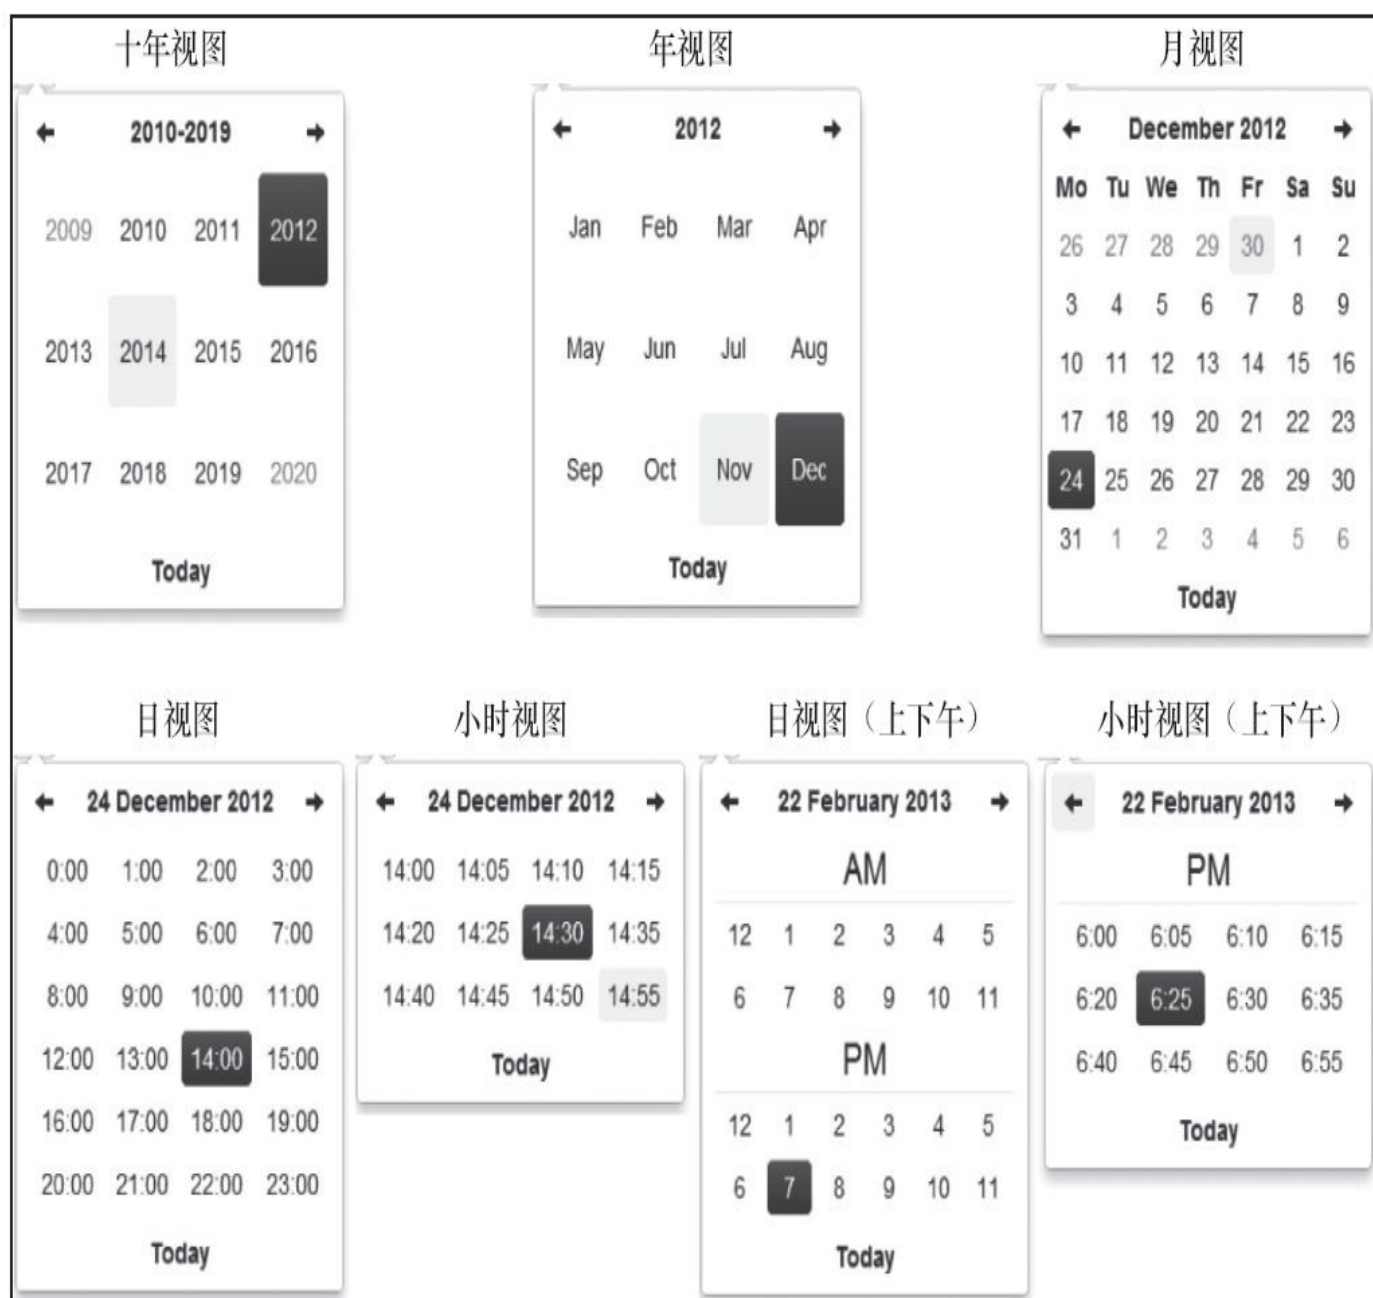 十年视图 年视图 月视图
2010-2019
2009 2010 2011 2012
2013 2014 2015 2016
2017 2018 2019 2020
Today
2012
Jan Feb Mar Apr
May Jun Jul Aug
Sep Oct Nov Dec
Today
December 2012
Mo Tu We Th Fr Sa Su
26 27 28 29 30 1 2
3 4 5 6 7 8 9
10 11 12 13 14 15 16
17 18 19 20 21 22 23
24 25 26 27 28 29 30
31 1 2 3 4 5 6
Today
日视图 小时视图 日视图（上下午） 小时视图（上下午）
24 December 2012
0:00 1:00 2:00 3:00
4:00 5:00 6:00 7:00
8:00 9:00 10:00 11:00
12:00 13:00 14:00 15:00
16:00 17:00 18:00 19:00
20:00 21:00 22:00 23:00
Today
24 December 2012
14:00 14:05 14:10 14:15
14:20 14:25 14:30 14:35
14:40 14:45 14:50 14:55
Today
22 February 2013
AM
12 1 2 3 4 5
6 7 8 9 10 11
PM
12 1 2 3 4 5
6 7 8 9 10 11
Today
22 February 2013
PM
6:00 6:05 6:10 6:15
6:20 6:25 6:30 6:35
6:40 6:45 6:50 6:55
Today